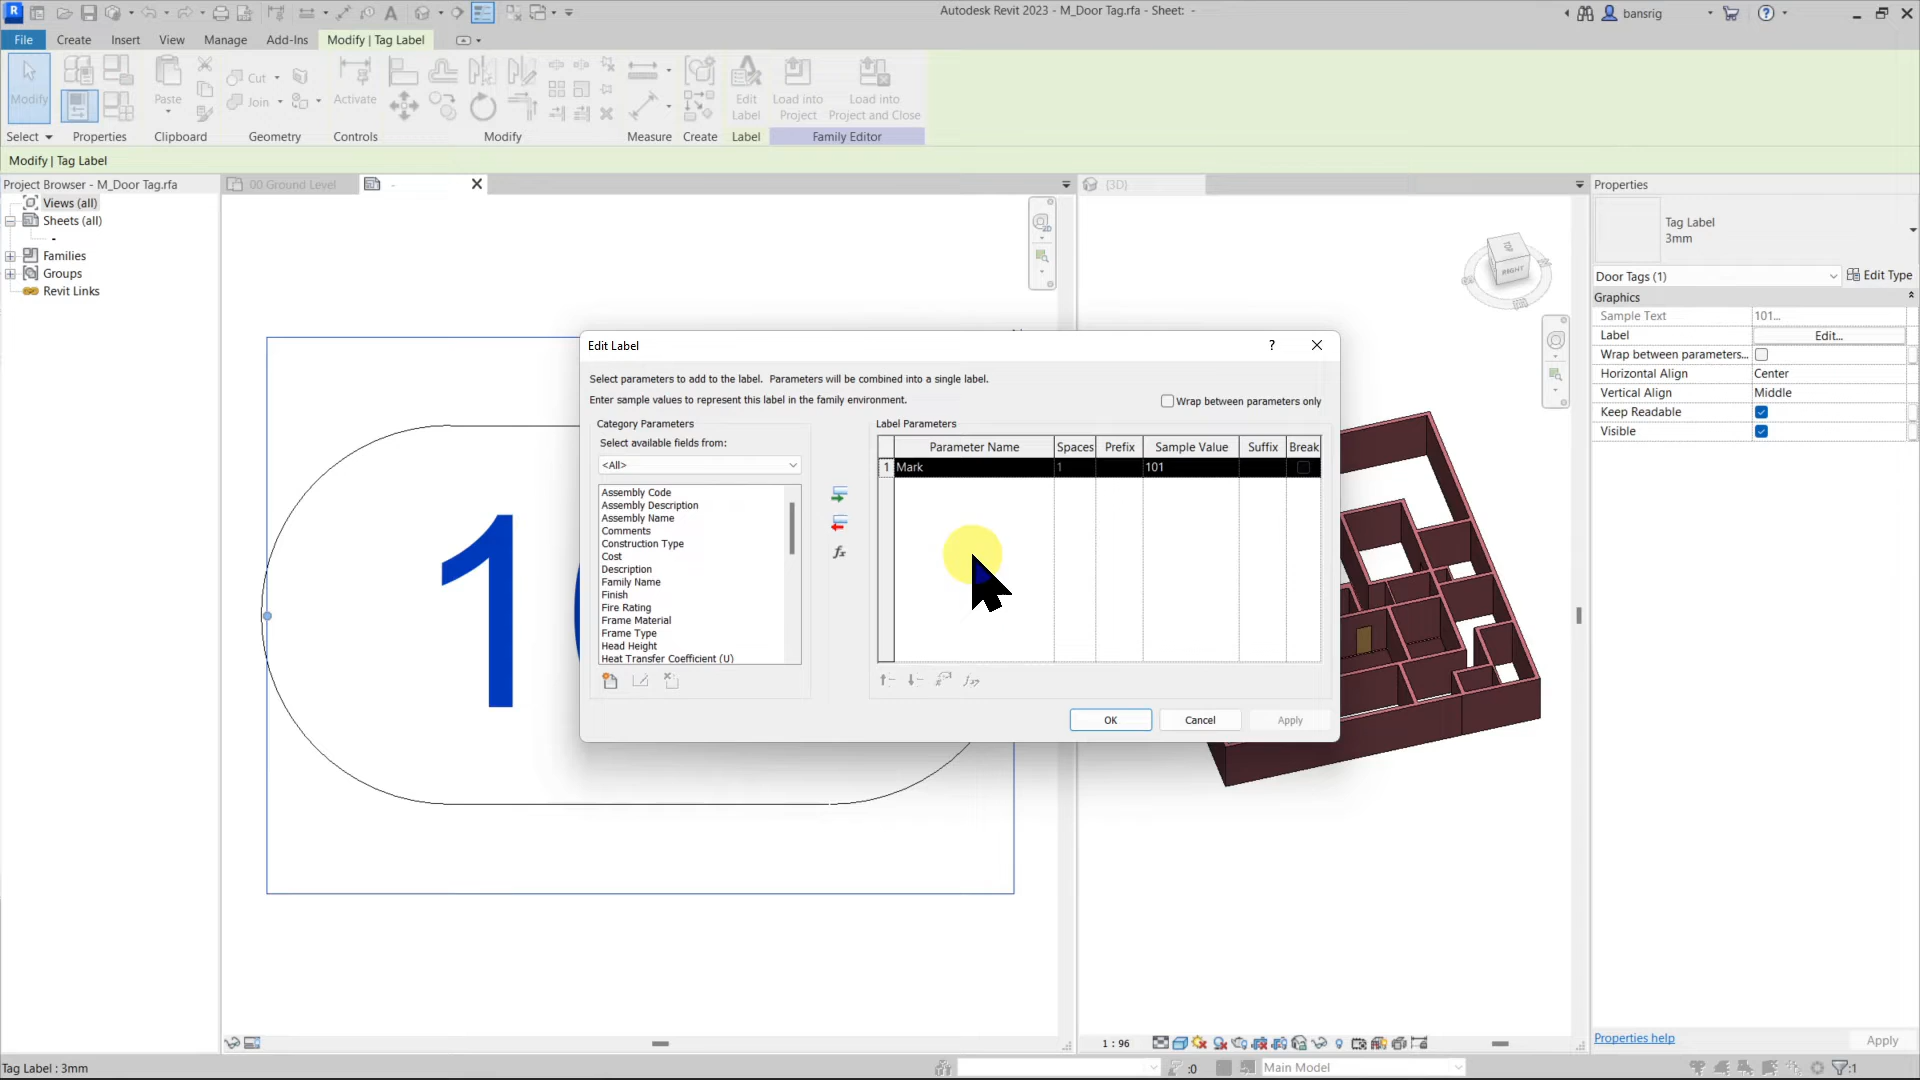 Autodesk Revit 2023 - M_Door Tag.rfa - Sheet: -
bansrig
File Create Insert View Manage Add-Ins Modify | Tag Label
Modify
Paste
Cut
Join
Activate
Edit Label
Load into Project
Load into Project and Close
Select Properties Clipboard Geometry Controls Modify Measure Create Label Family Editor
Modify | Tag Label
Project Browser - M_Door Tag.rfa
Views (all)
Sheets (all)
-
Families
Groups
Revit Links
00 Ground Level
-
{3D}
RIGHT
Properties
Tag Label
3mm
Door Tags (1)
Edit Type
Graphics
Sample Text 101...
Label Edit...
Wrap between parameters...
Horizontal Align Center
Vertical Align Middle
Keep Readable
Visible
Edit Label
Select parameters to add to the label. Parameters will be combined into a single label.
Enter sample values to represent this label in the family environment.
Wrap between parameters only
Category Parameters
Select available fields from:
<All>
Assembly Code
Assembly Description
Assembly Name
Comments
Construction Type
Cost
Description
Family Name
Finish
Fire Rating
Frame Material
Frame Type
Head Height
Heat Transfer Coefficient (U)
Label Parameters
Parameter Name Spaces Prefix Sample Value Suffix Break
1 Mark 1 101
OK Cancel Apply
1 : 96
Properties help
Apply
Tag Label : 3mm
:0
Main Model
:1